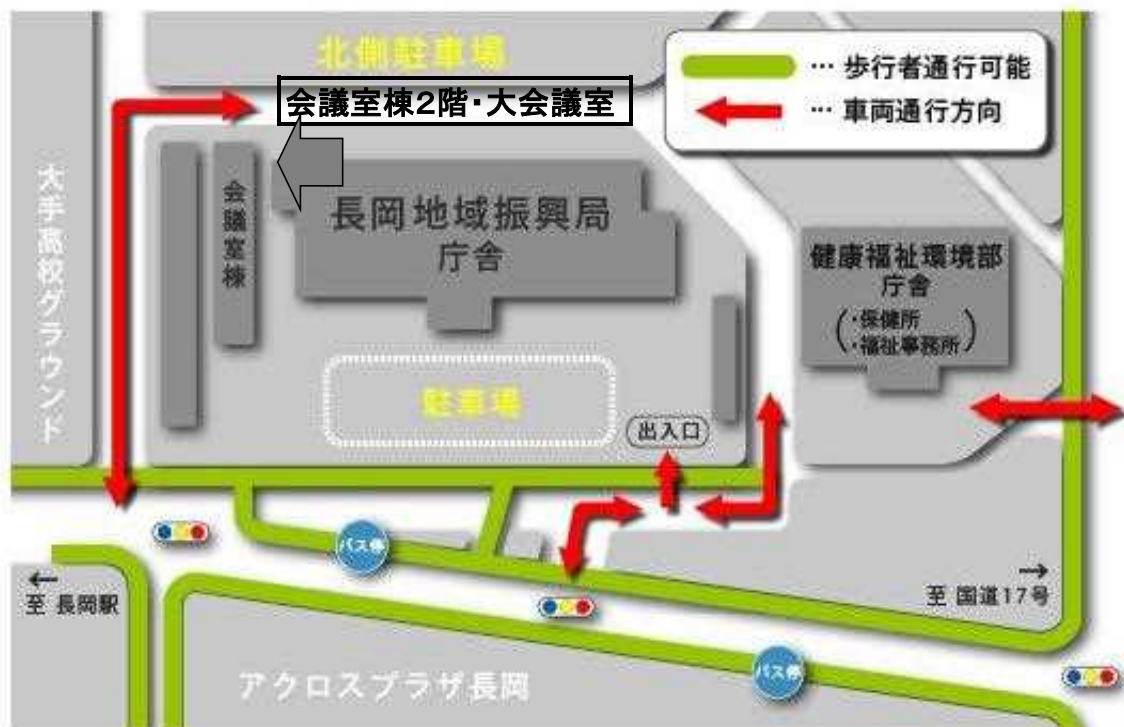 北側駐車場
… 歩行者通行可能
… 車両通行方向
会議室棟2階・大会議室
大手高校グラウンド
会議室棟
長岡地域振興局
庁舎
健康福祉環境部
庁舎
(・保健所
・福祉事務所)
駐車場
出入口
バス停
←
至 長岡駅
→
至 国道17号
バス停
アクロスプラザ長岡